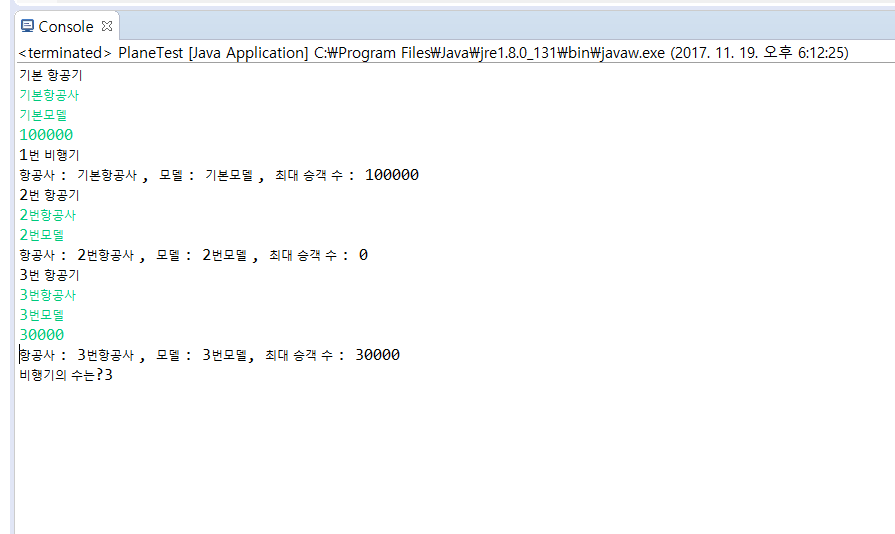 Console
<terminated> PlaneTest [Java Application] C:₩Program Files₩Java₩jre1.8.0_131₩bin₩javaw.exe (2017. 11. 19. 오후 6:12:25)
기본 항공기
기본항공사
기본모델
100000
1번 비행기
항공사 : 기본항공사 , 모델 : 기본모델 , 최대 승객 수 : 100000
2번 항공기
2번항공사
2번모델
항공사 : 2번항공사 , 모델 : 2번모델 , 최대 승객 수 : 0
3번 항공기
3번항공사
3번모델
30000
항공사 : 3번항공사 , 모델 : 3번모델, 최대 승객 수 : 30000
비행기의 수는?3